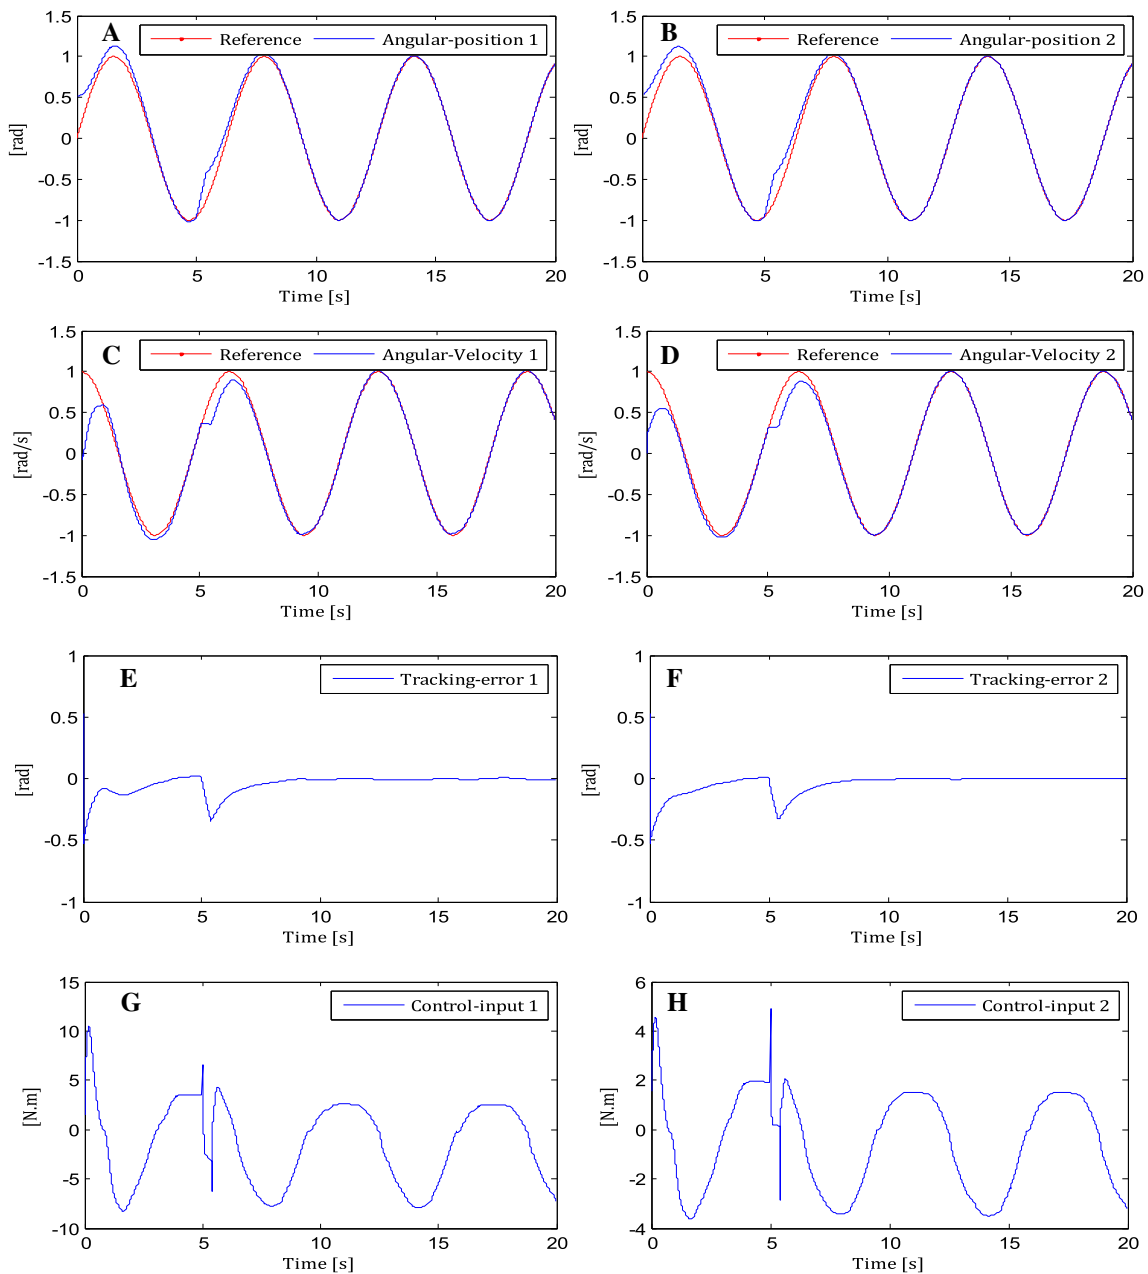 A
Reference
Angular-position 1
1.5
1
0.5
0
-0.5
-1
-1.5
[rad]
0
5
10
15
20
Time [s]
B
Reference
Angular-position 2
1.5
1
0.5
0
-0.5
-1
-1.5
[rad]
0
5
10
15
20
Time [s]
C
Reference
Angular-Velocity 1
1.5
1
0.5
0
-0.5
-1
-1.5
[rad/s]
0
5
10
15
20
Time [s]
D
Reference
Angular-Velocity 2
1.5
1
0.5
0
-0.5
-1
-1.5
[rad/s]
0
5
10
15
20
Time [s]
E
Tracking-error 1
1
0.5
0
-0.5
-1
[rad]
0
5
10
15
20
Time [s]
F
Tracking-error 2
1
0.5
0
-0.5
-1
[rad]
0
5
10
15
20
Time [s]
G
Control-input 1
15
10
5
0
-5
-10
[N.m]
0
5
10
15
20
Time [s]
H
Control-input 2
6
4
2
0
-2
-4
[N.m]
0
5
10
15
20
Time [s]